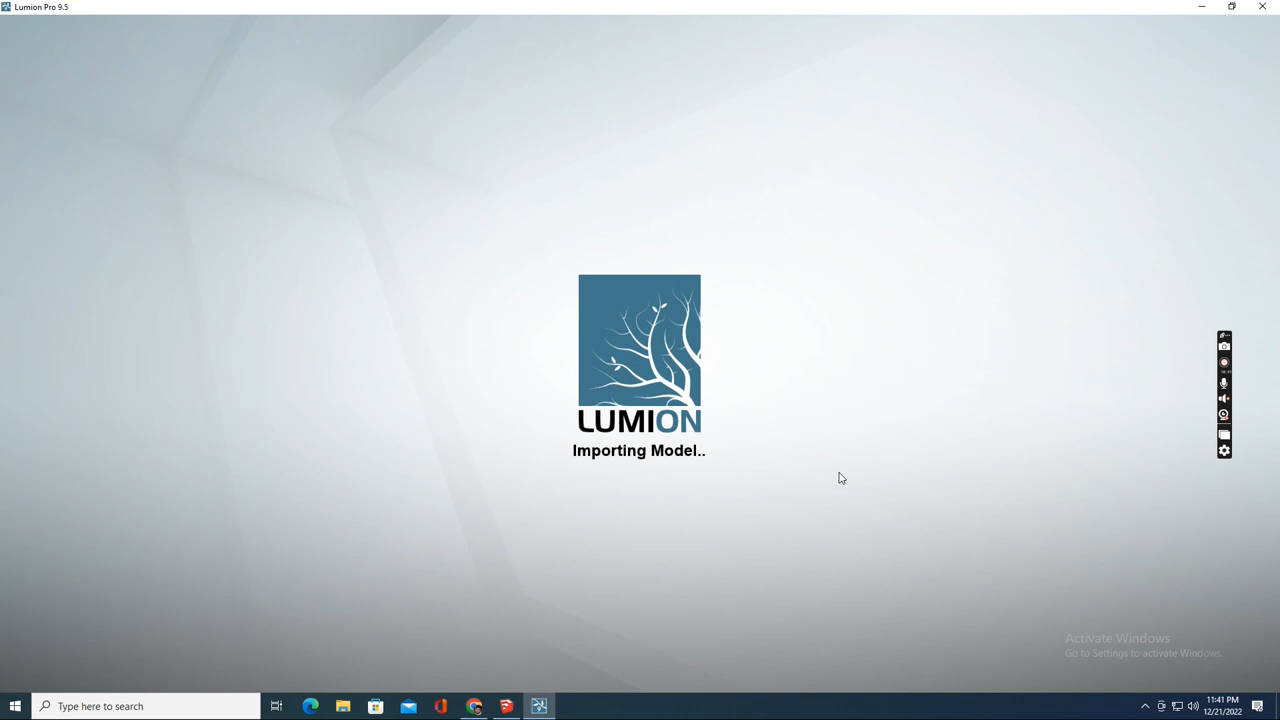 Lumion Pro 9.5
LUMION
Importing Model..
Activate Windows
Go to Settings to activate Windows.
Type here to search
11:41 PM
12/21/2022